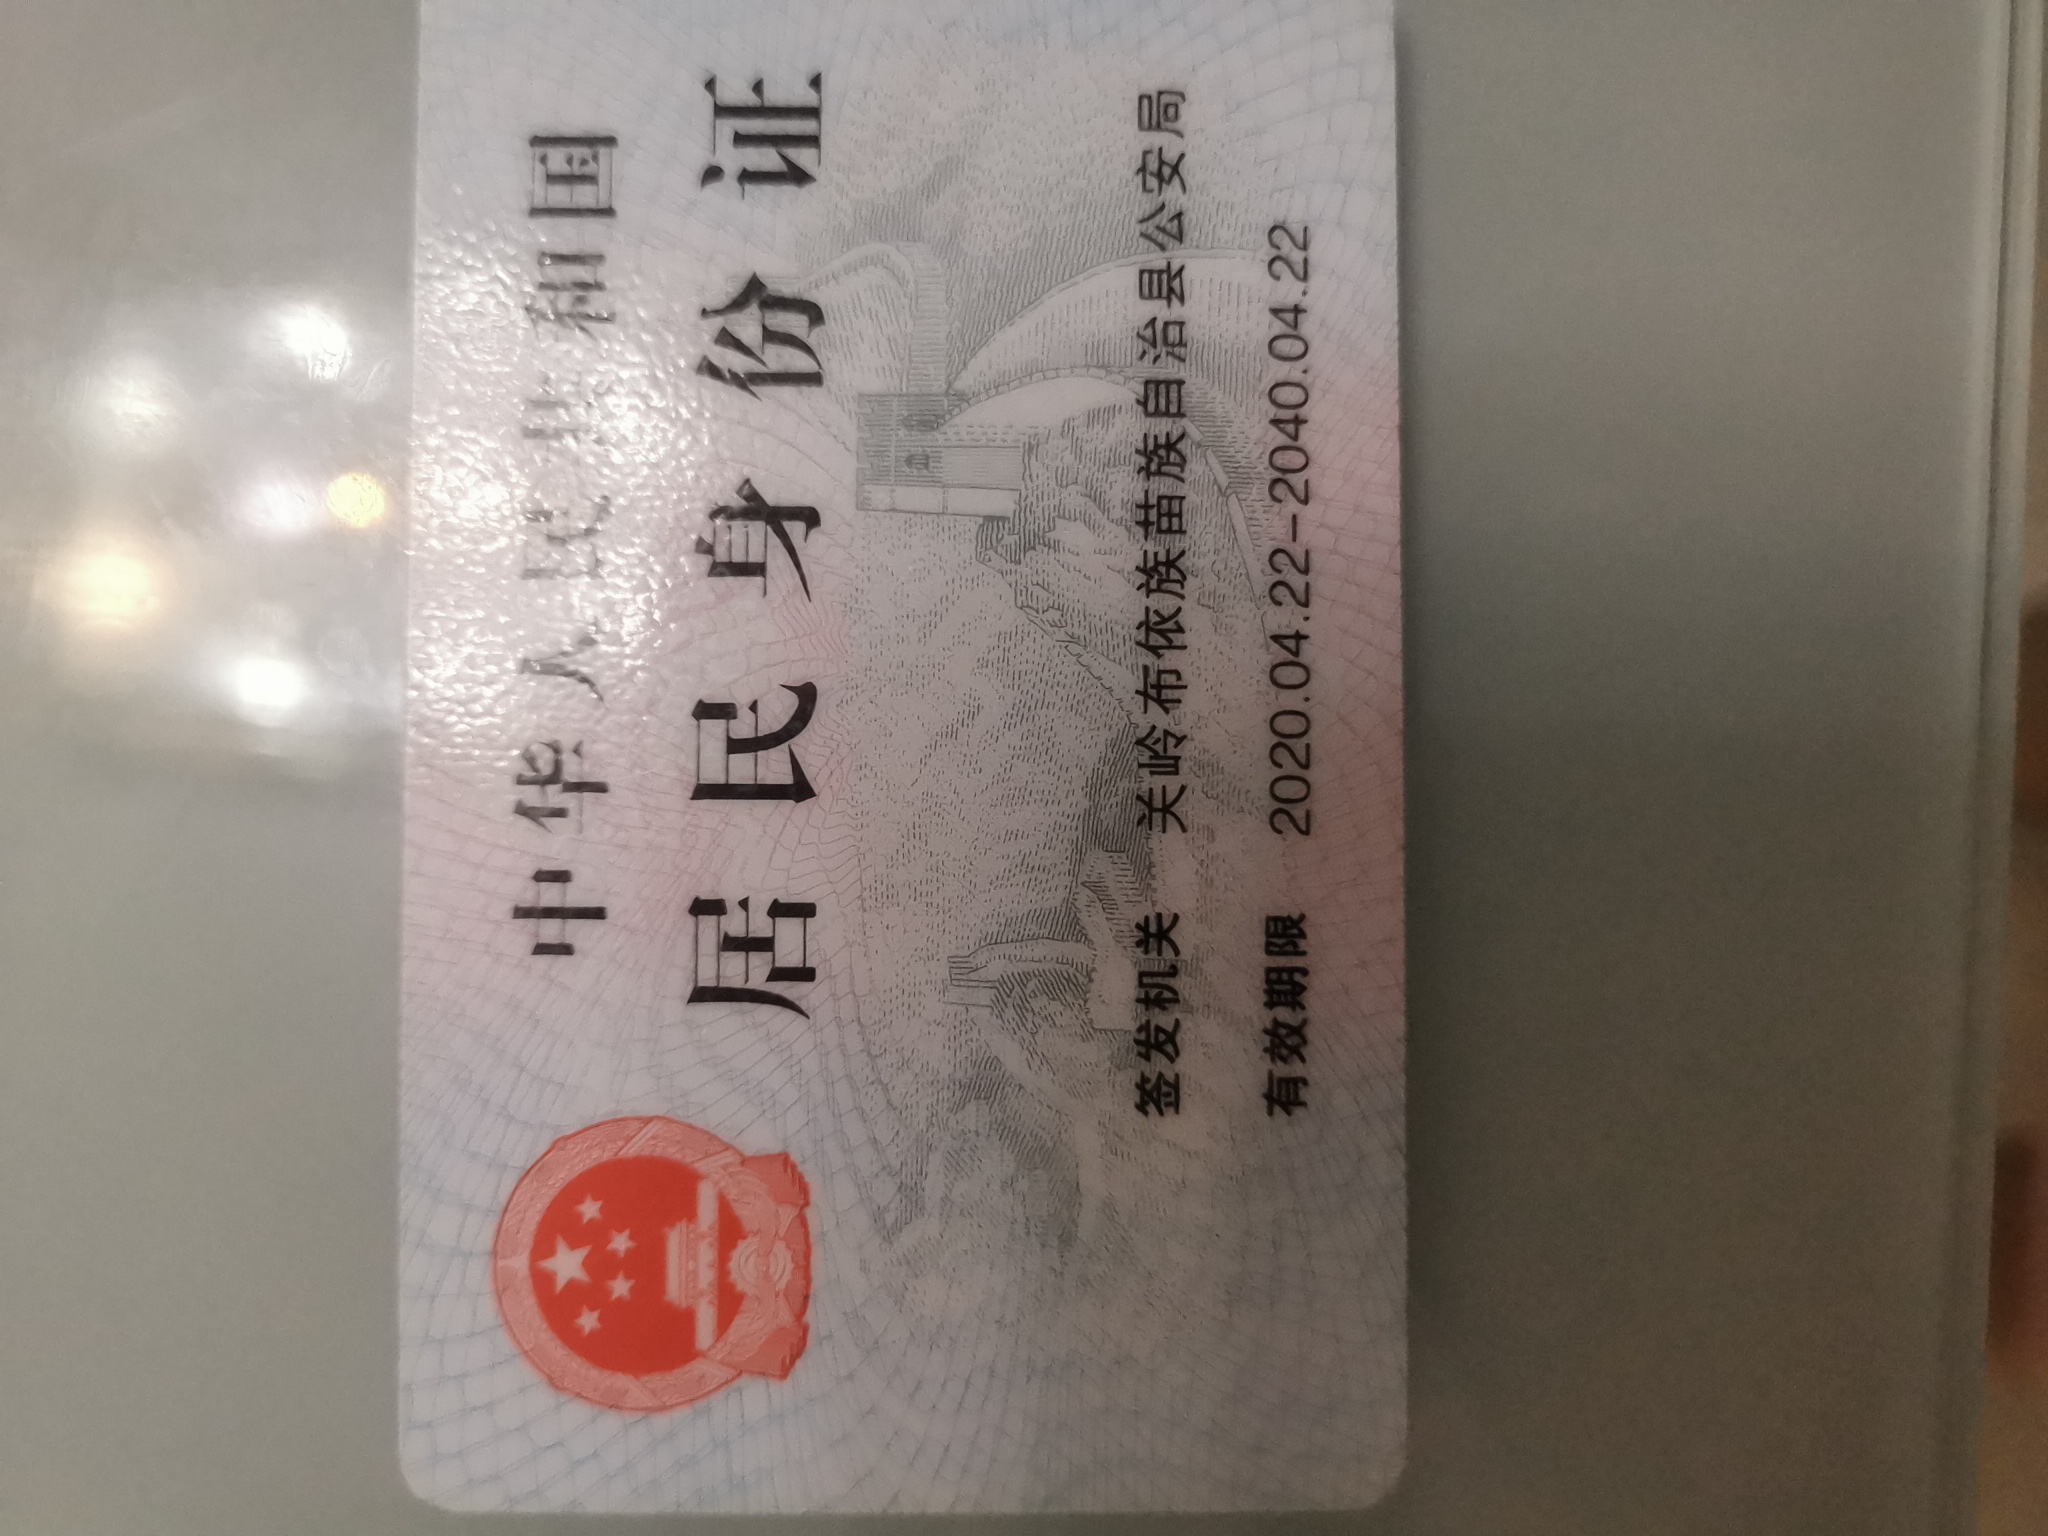 中华人民共和国
居民身份证
签发机关 关岭布依族苗族自治县公安局
有效期限 2020.04.22-2040.04.22